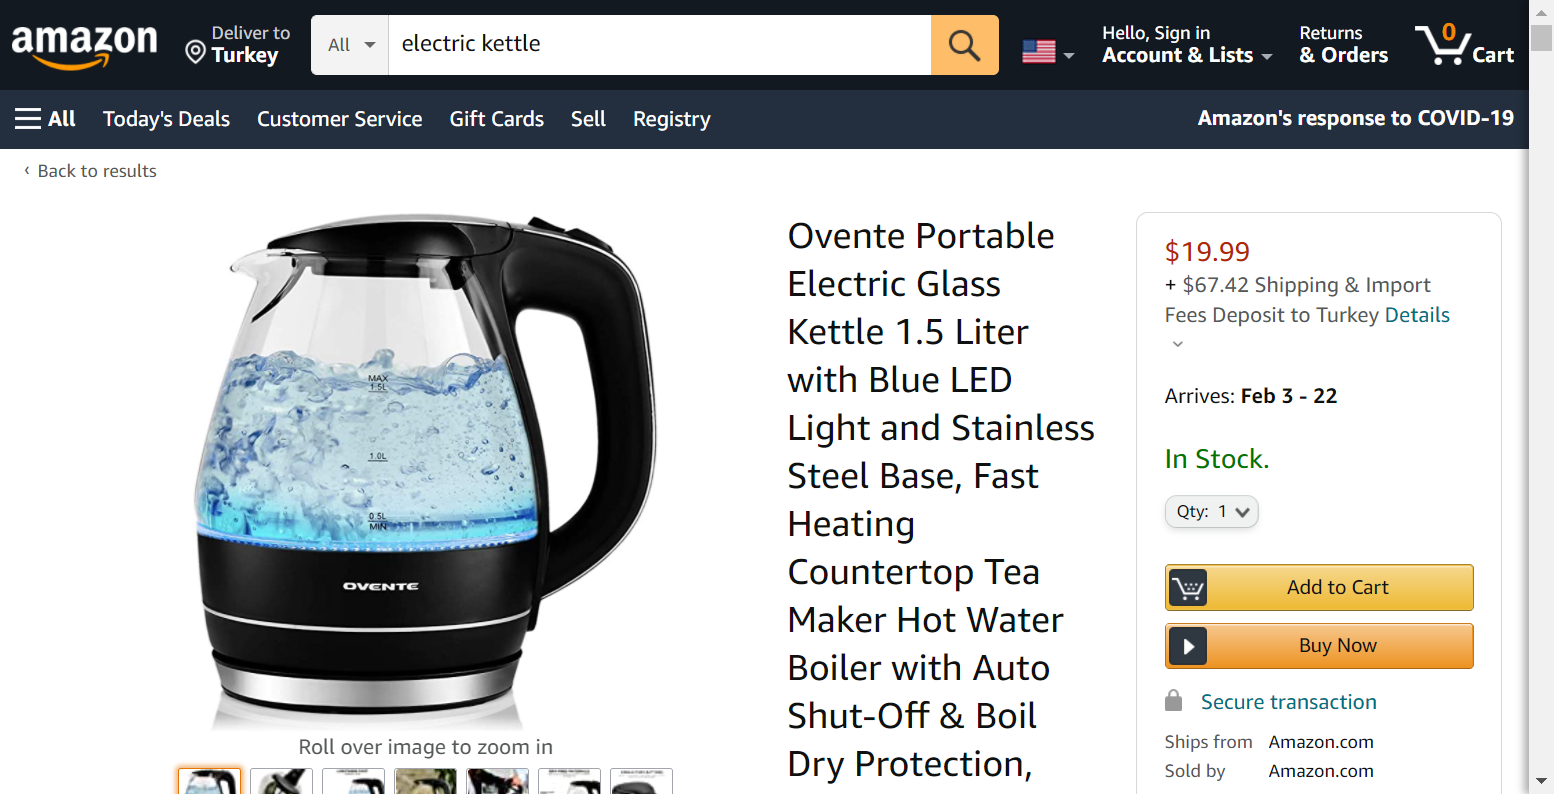 amazon
Deliver to
Turkey
All
electric kettle
Hello, Sign in
Account & Lists
Returns
& Orders
0
Cart
All
Today's Deals
Customer Service
Gift Cards
Sell
Registry
Amazon's response to COVID-19
‹ Back to results
MAX
1.5L
1.0L
0.5L
MIN
OVENTE
Roll over image to zoom in
Ovente Portable
Electric Glass
Kettle 1.5 Liter
with Blue LED
Light and Stainless
Steel Base, Fast
Heating
Countertop Tea
Maker Hot Water
Boiler with Auto
Shut-Off & Boil
Dry Protection,
$19.99
+ $67.42 Shipping & Import
Fees Deposit to Turkey Details
Arrives: Feb 3 - 22
In Stock.
Qty: 1
Add to Cart
Buy Now
Secure transaction
Ships from Amazon.com
Sold by Amazon.com